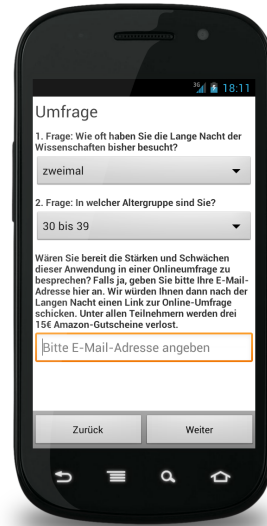 3G 18:11
Umfrage
1. Frage: Wie oft haben Sie die Lange Nacht der
Wissenschaften bisher besucht?
zweimal
2. Frage: In welcher Altergruppe sind Sie?
30 bis 39
Wären Sie bereit die Stärken und Schwächen
dieser Anwendung in einer Onlineumfrage zu
besprechen? Falls ja, geben Sie bitte Ihre E-Mail-
Adresse hier an. Wir würden Ihnen dann nach der
Langen Nacht einen Link zur Online-Umfrage
schicken. Unter allen Teilnehmern werden drei
15€ Amazon-Gutscheine verlost.
Bitte E-Mail-Adresse angeben
Zurück Weiter